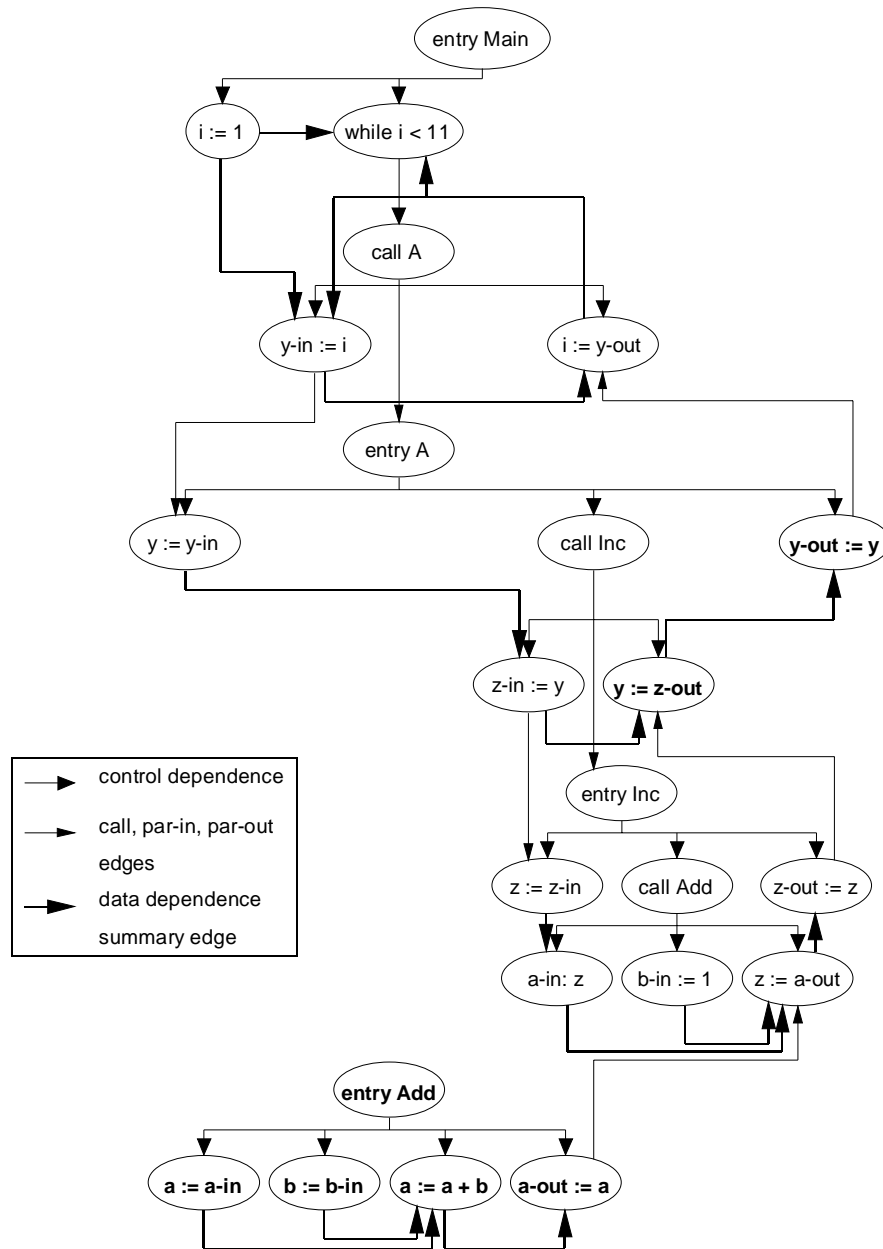 entry Main
i := 1
while i < 11
call A
y-in := i
i := y-out
entry A
y := y-in
call Inc
y-out := y
z-in := y
y := z-out
control dependence
call, par-in, par-out
edges
data dependence
summary edge
entry Inc
z := z-in
call Add
z-out := z
a-in: z
b-in := 1
z := a-out
entry Add
a := a-in
b := b-in
a := a + b
a-out := a